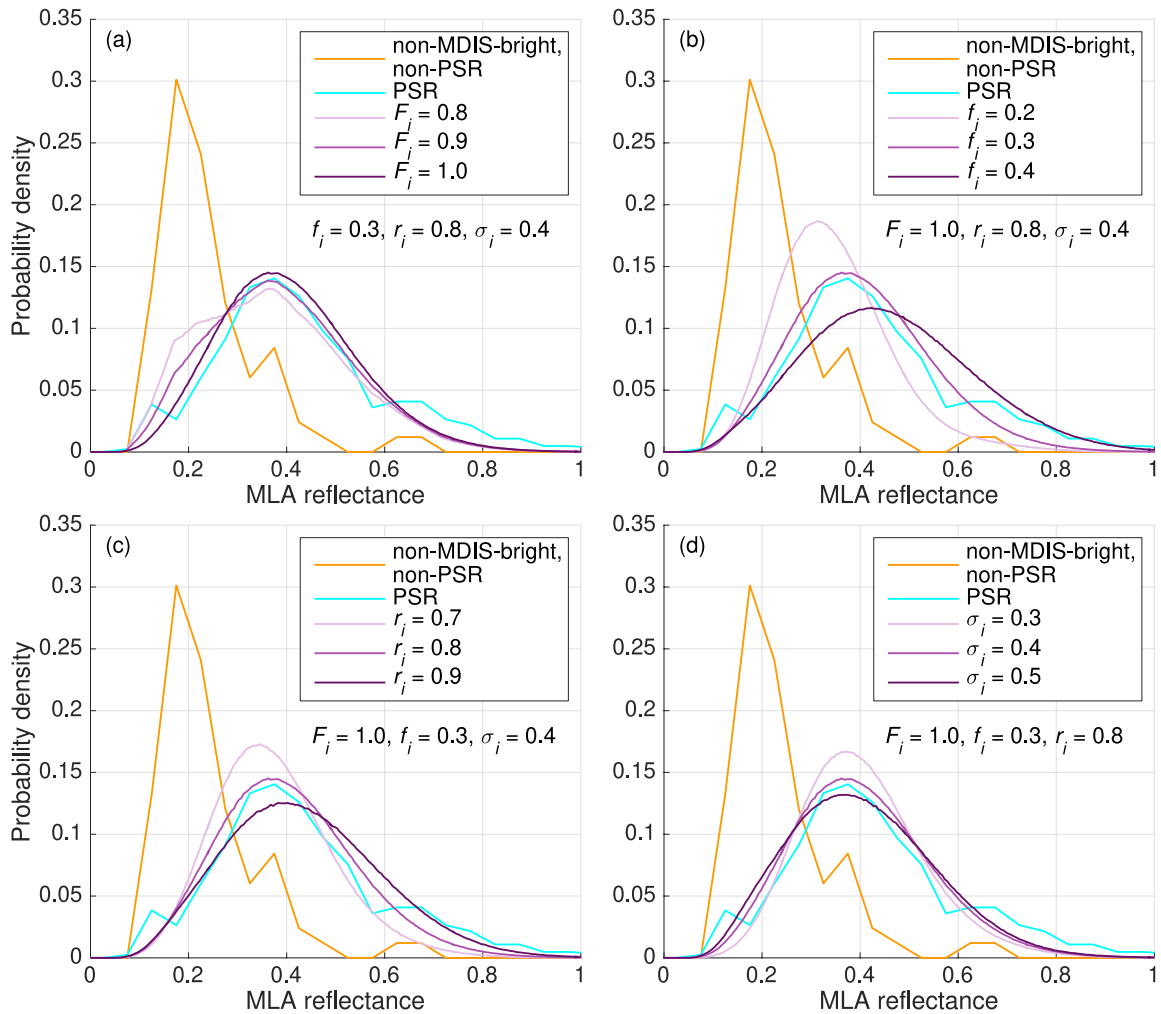 (a)
0.35
0.3
0.25
0.2
0.15
0.1
0.05
0
Probability density
non-MDIS-bright,
non-PSR
PSR
F_i = 0.8
F_i = 0.9
F_i = 1.0
f_i = 0.3, r_i = 0.8, σ_i = 0.4
0 0.2 0.4 0.6 0.8 1
MLA reflectance
(b)
0.35
0.3
0.25
0.2
0.15
0.1
0.05
0
Probability density
non-MDIS-bright,
non-PSR
PSR
f_i = 0.2
f_i = 0.3
f_i = 0.4
F_i = 1.0, r_i = 0.8, σ_i = 0.4
0 0.2 0.4 0.6 0.8 1
MLA reflectance
(c)
0.35
0.3
0.25
0.2
0.15
0.1
0.05
0
Probability density
non-MDIS-bright,
non-PSR
PSR
r_i = 0.7
r_i = 0.8
r_i = 0.9
F_i = 1.0, f_i = 0.3, σ_i = 0.4
0 0.2 0.4 0.6 0.8 1
MLA reflectance
(d)
0.35
0.3
0.25
0.2
0.15
0.1
0.05
0
Probability density
non-MDIS-bright,
non-PSR
PSR
σ_i = 0.3
σ_i = 0.4
σ_i = 0.5
F_i = 1.0, f_i = 0.3, r_i = 0.8
0 0.2 0.4 0.6 0.8 1
MLA reflectance